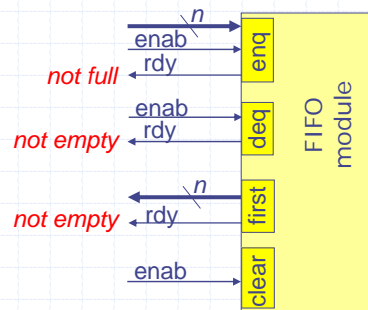 n
enab
rdy
not full
enq
enab
rdy
not empty
deq
n
rdy
not empty
first
enab
clear
FIFO
module